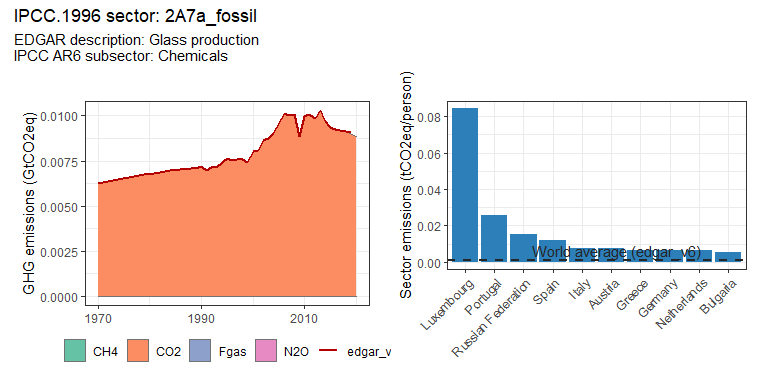 IPCC.1996 sector: 2A7a_fossil
EDGAR description: Glass production
IPCC AR6 subsector: Chemicals
GHG emissions (GtCO2eq)
0.0100
0.0075
0.0050
0.0025
0.0000
1970
1990
2010
CH4
CO2
Fgas
N2O
edgar_v
Sector emissions (tCO2eq/person)
0.08
0.06
0.04
0.02
0.00
World average (edgar_v6)
Luxembourg
Portugal
Russian Federation
Spain
Italy
Austria
Greece
Germany
Netherlands
Bulgaria